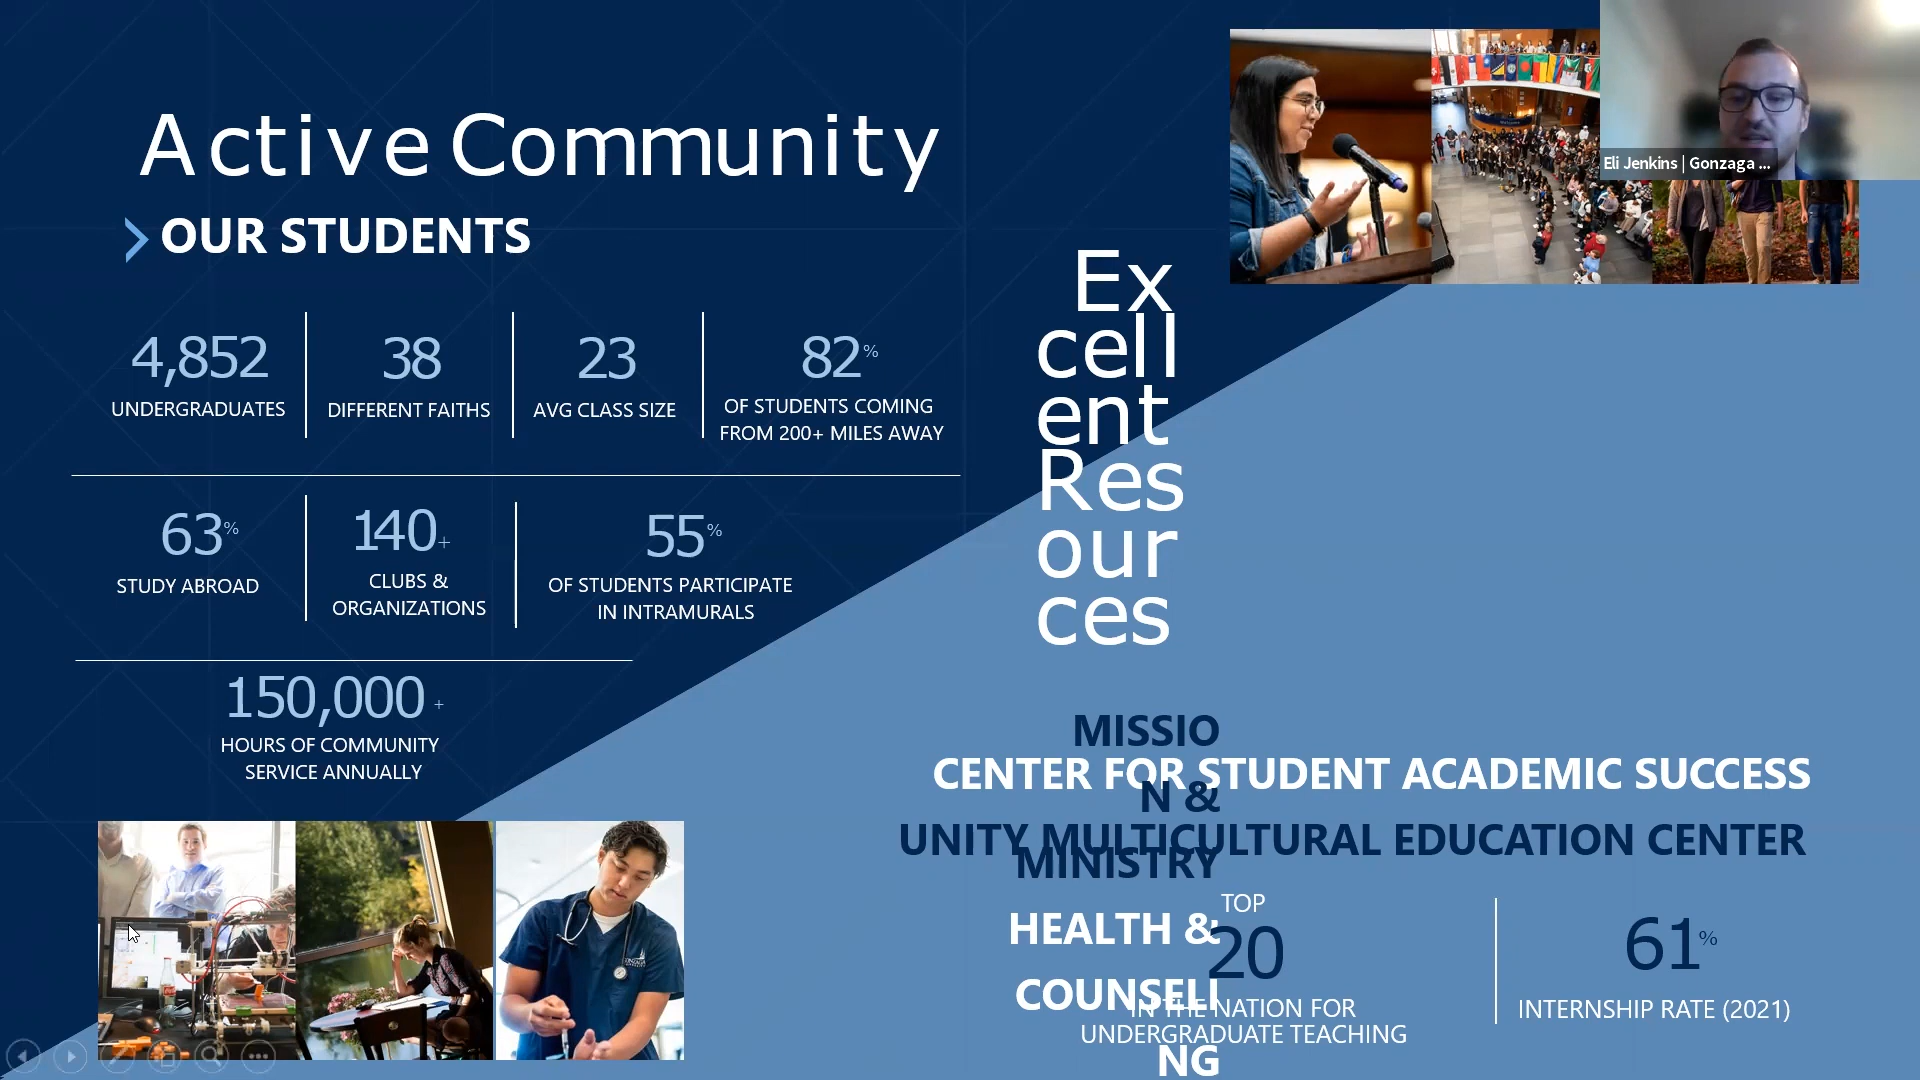 Active Community
OUR STUDENTS
4,852
UNDERGRADUATES
38
DIFFERENT FAITHS
23
AVG CLASS SIZE
82%
OF STUDENTS COMING
FROM 200+ MILES AWAY
63%
STUDY ABROAD
140+
CLUBS &
ORGANIZATIONS
55%
OF STUDENTS PARTICIPATE
IN INTRAMURALS
150,000 +
HOURS OF COMMUNITY
SERVICE ANNUALLY
Eli Jenkins | Gonzaga ...
Ex
cell
ent
Res
our
ces
MISSIO
N &
MINISTRY
HEALTH &
COUNSELI
NG
CENTER FOR STUDENT ACADEMIC SUCCESS
UNITY MULTICULTURAL EDUCATION CENTER
TOP
20
IN THE NATION FOR
UNDERGRADUATE TEACHING
61%
INTERNSHIP RATE (2021)